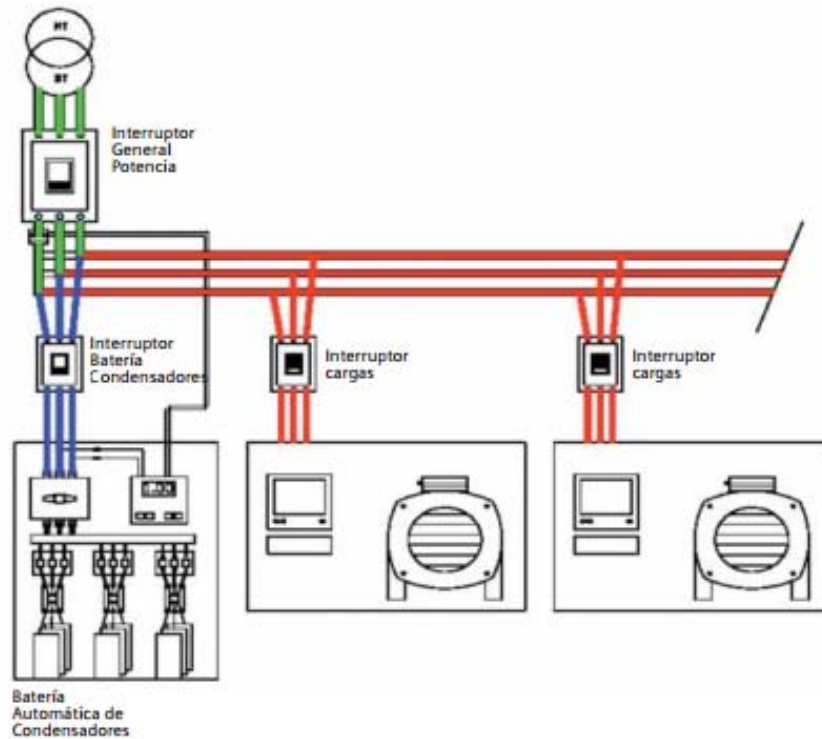 MT
BT
Interruptor
General
Potencia
Interruptor
Batería
Condensadores
Interruptor
cargas
Interruptor
cargas
Batería
Automática de
Condensadores